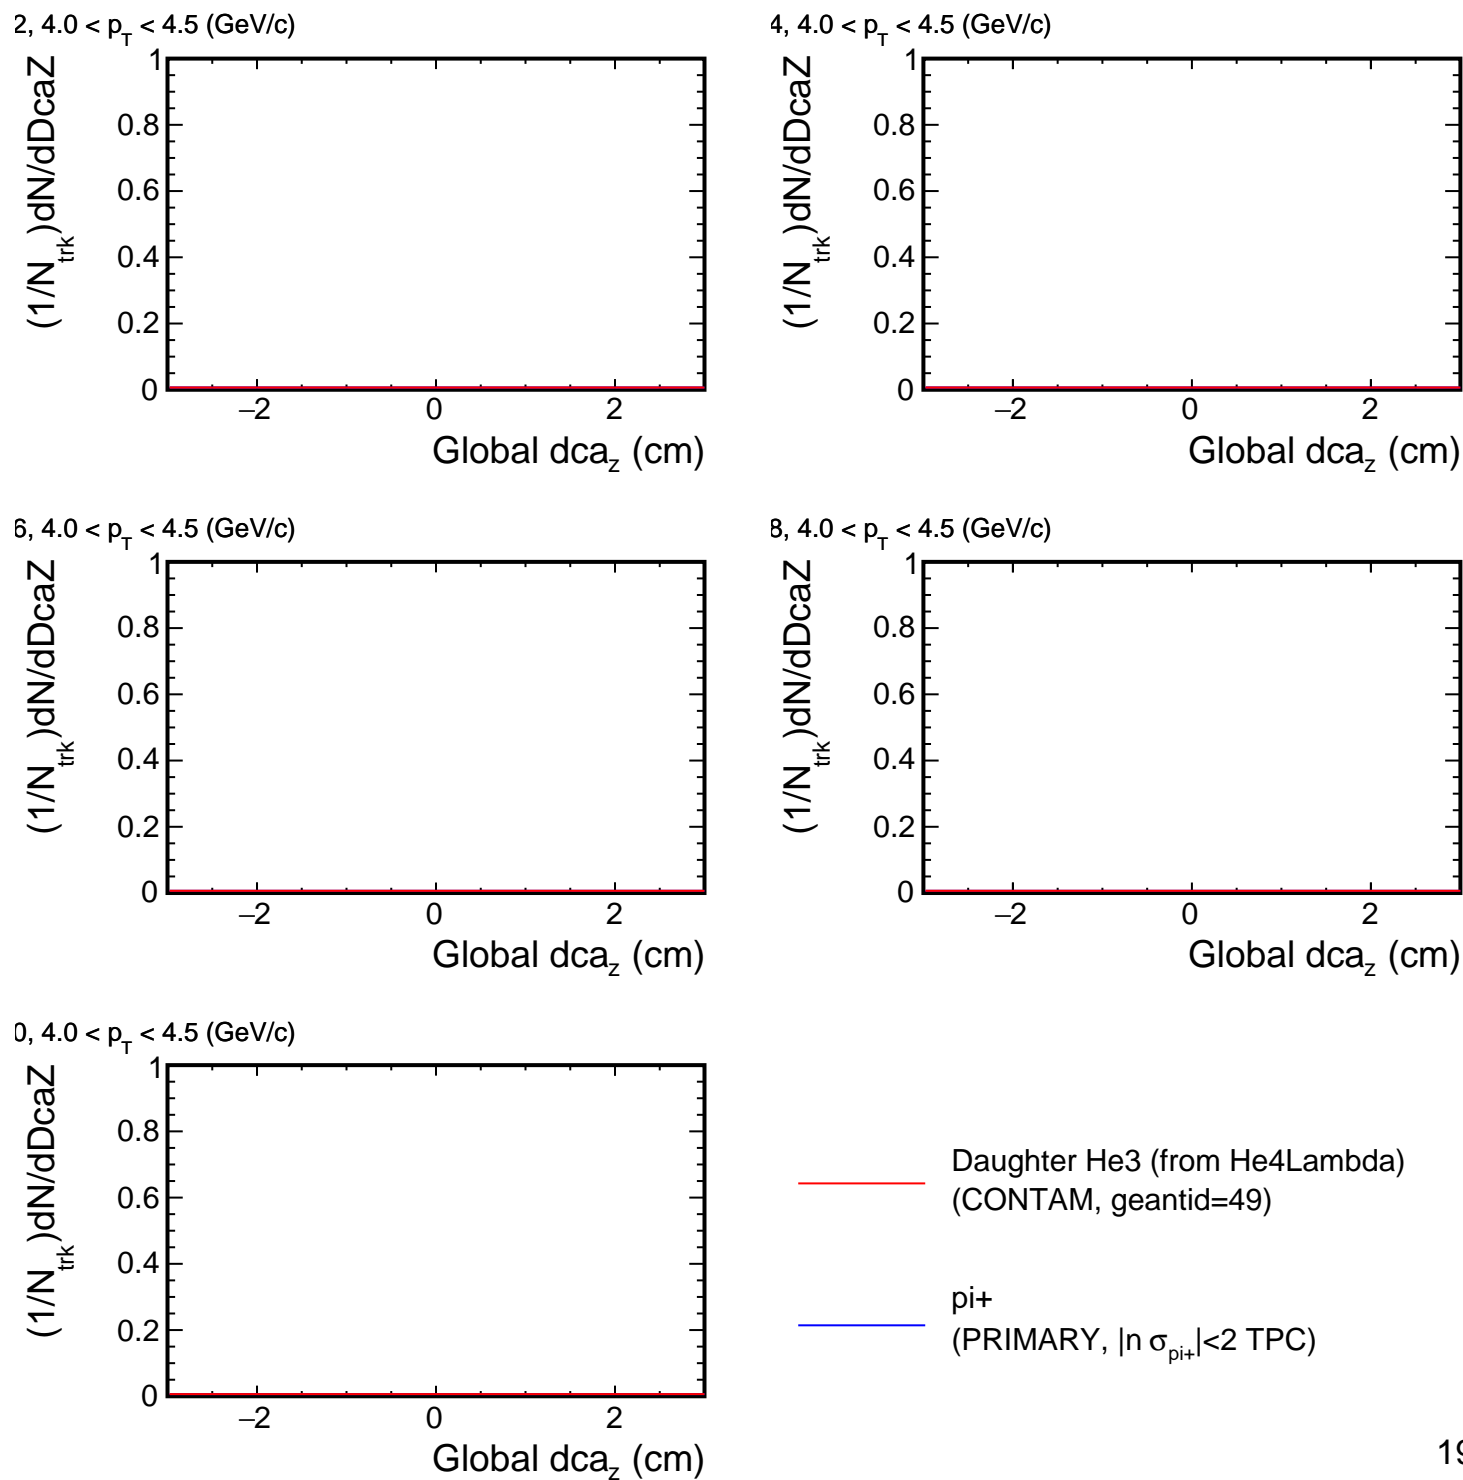 2, 4.0 < p_T < 4.5 (GeV/c)
(1/N_trk)dN/dDcaZ
1
0.8
0.6
0.4
0.2
0
−2 0 2
Global dca_z (cm)
4, 4.0 < p_T < 4.5 (GeV/c)
(1/N_trk)dN/dDcaZ
1
0.8
0.6
0.4
0.2
0
−2 0 2
Global dca_z (cm)
6, 4.0 < p_T < 4.5 (GeV/c)
(1/N_trk)dN/dDcaZ
1
0.8
0.6
0.4
0.2
0
−2 0 2
Global dca_z (cm)
8, 4.0 < p_T < 4.5 (GeV/c)
(1/N_trk)dN/dDcaZ
1
0.8
0.6
0.4
0.2
0
−2 0 2
Global dca_z (cm)
0, 4.0 < p_T < 4.5 (GeV/c)
(1/N_trk)dN/dDcaZ
1
0.8
0.6
0.4
0.2
0
−2 0 2
Global dca_z (cm)
Daughter He3 (from He4Lambda)
(CONTAM, geantid=49)
pi+
(PRIMARY, |n σ_pi+|<2 TPC)